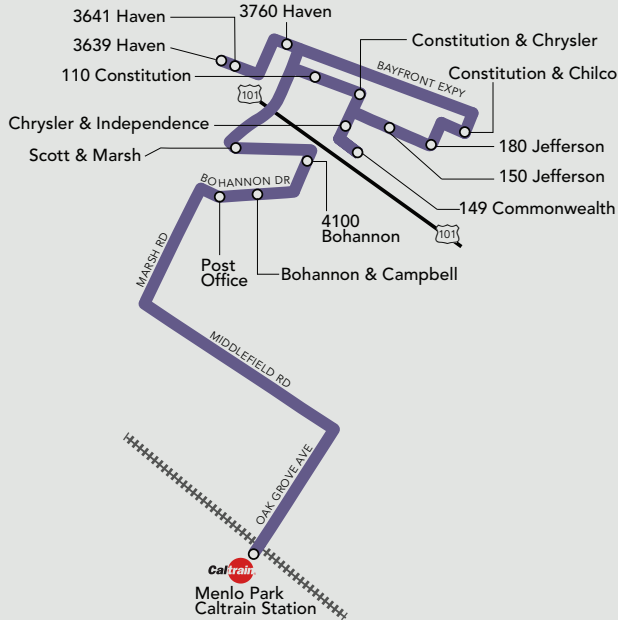 3760 Haven
3641 Haven
3639 Haven
110 Constitution
Constitution & Chrysler
BAYFRONT EXPY
Constitution & Chilco
101
Chrysler & Independence
Scott & Marsh
180 Jefferson
150 Jefferson
149 Commonwealth
BOHANNON DR
4100
Bohannon
101
Post
Office
Bohannon & Campbell
MARSH RD
MIDDLEFIELD RD
OAK GROVE AVE
Caltrain
Menlo Park
Caltrain Station